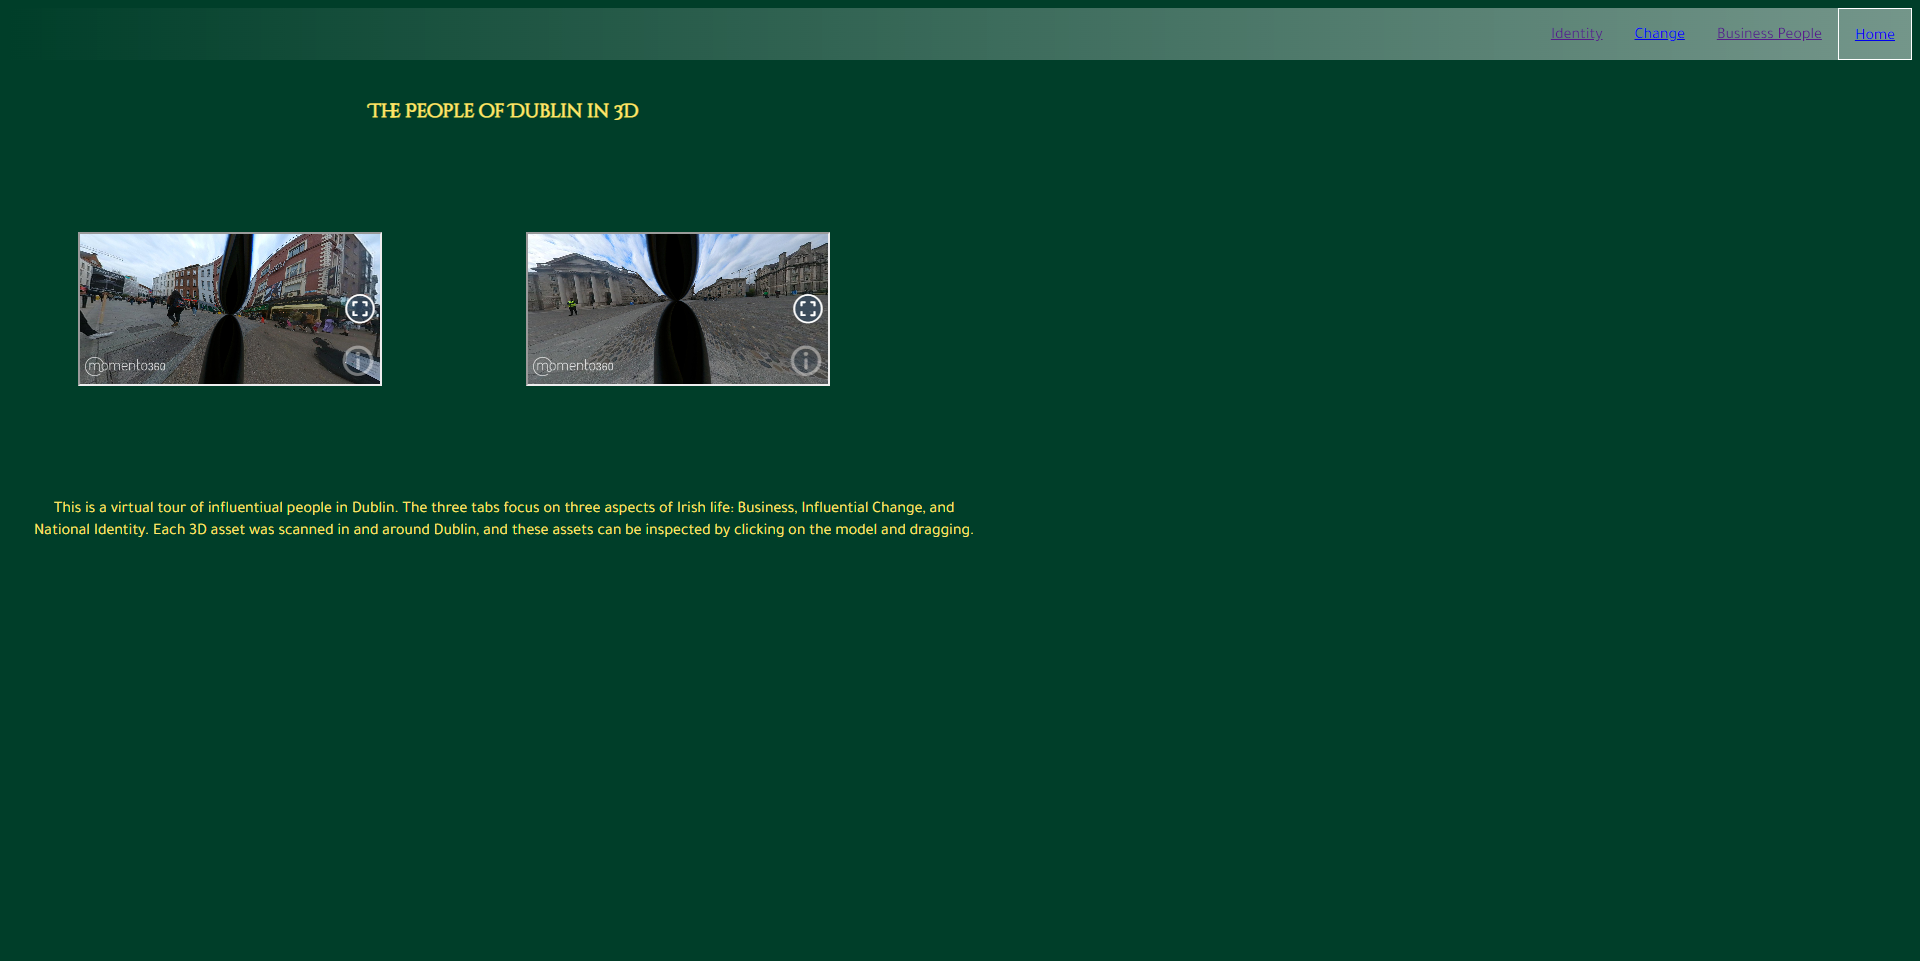 Identity Change Business People Home
The People of Dublin in 3D
momento360 momento360
This is a virtual tour of influentiual people in Dublin. The three tabs focus on three aspects of Irish life: Business, Influential Change, and
National Identity. Each 3D asset was scanned in and around Dublin, and these assets can be inspected by clicking on the model and dragging.